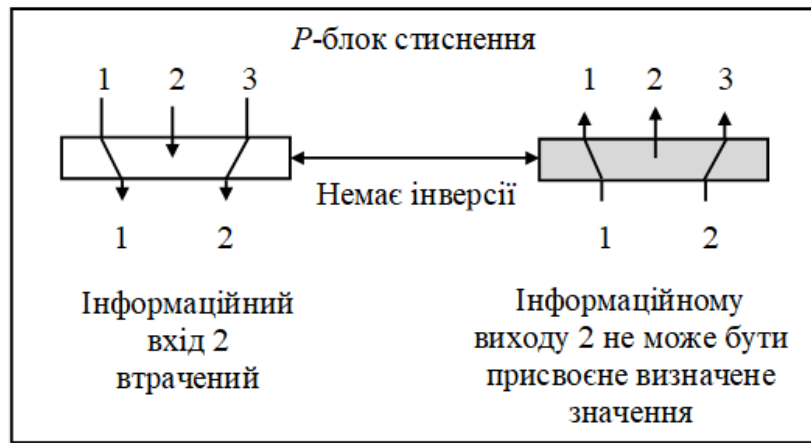 P-блок стиснення
1 2 3
1 2 3
Немає інверсії
1 2
1 2
Інформаційний
вхід 2
втрачений
Інформаційному
виходу 2 не може бути
присвоєне визначене
значення